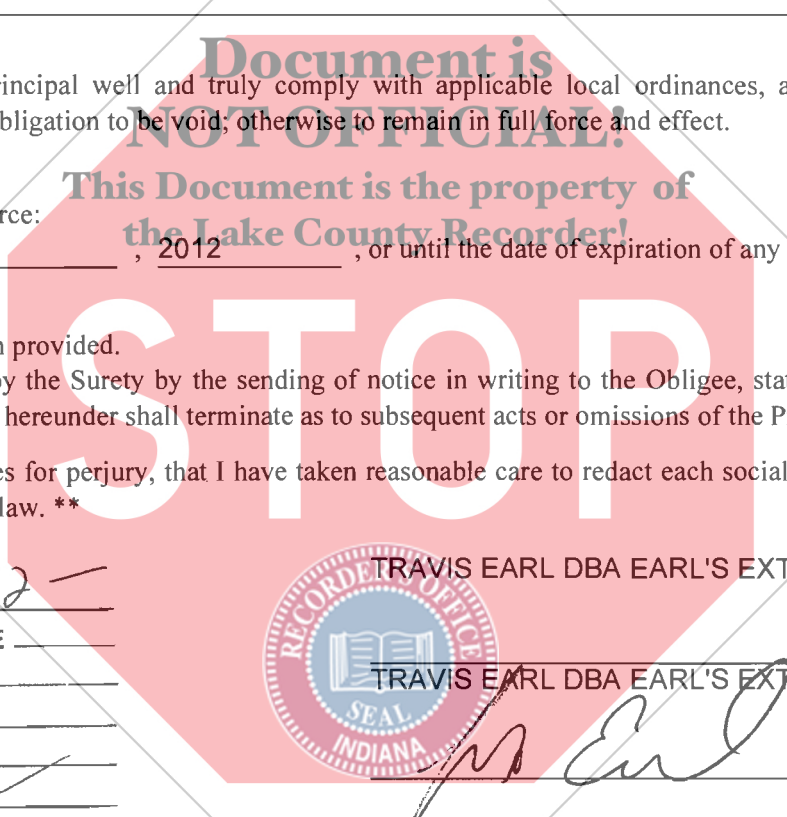 Document is
rincipal well and truly comply with applicable local ordinances, a
NOT OFFICIAL!
bligation to be void; otherwise to remain in full force and effect.
This Document is the property of
rce:
the Lake County Recorder!
, 2012 , or until the date of expiration of any
STOP
n provided.
by the Surety by the sending of notice in writing to the Obligee, stat
hereunder shall terminate as to subsequent acts or omissions of the P
es for perjury, that I have taken reasonable care to redact each social
law. **
TRAVIS EARL DBA EARL'S EXT
E
RECORDER'S OFFICE
TRAVIS EARL DBA EARL'S EXT
SEAL
INDIANA